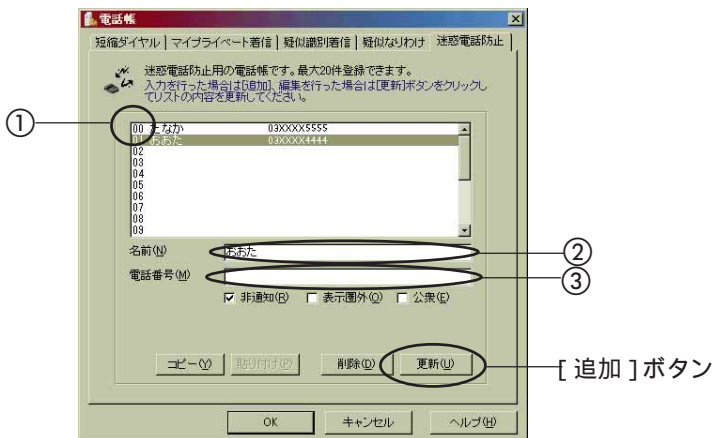 電話帳
短縮ダイヤル マイプライベート着信 疑似識別着信 疑似なりわけ 迷惑電話防止
迷惑電話防止用の電話帳です。最大20件登録できます。
入力を行った場合は[追加]、編集を行った場合は[更新]ボタンをクリックし
てリストの内容を更新してください。
①
00 たなか 03XXXX5555
01 おおた 03XXXX4444
02
03
04
05
06
07
08
09
名前(N) おおた ②
電話番号(M) ③
非通知(R) 表示圏外(O) 公衆(E)
コピー(Y) 貼り付け(P) 削除(D) 更新(U) [ 追加 ]ボタン
OK キャンセル ヘルプ(H)